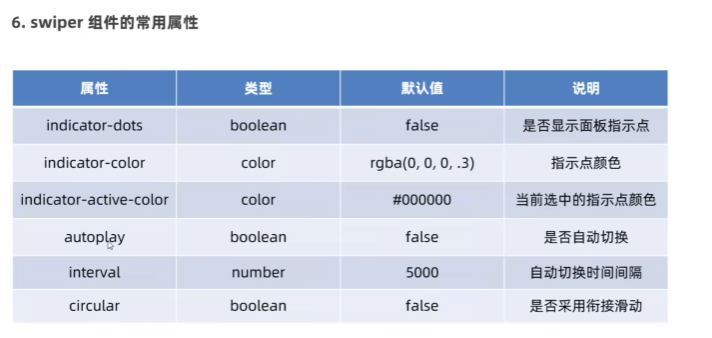 6. swiper 组件的常用属性
属性 类型 默认值 说明
indicator-dots boolean false 是否显示面板指示点
indicator-color color rgba(0, 0, 0, .3) 指示点颜色
indicator-active-color color #000000 当前选中的指示点颜色
autoplay boolean false 是否自动切换
interval number 5000 自动切换时间间隔
circular boolean false 是否采用衔接滑动